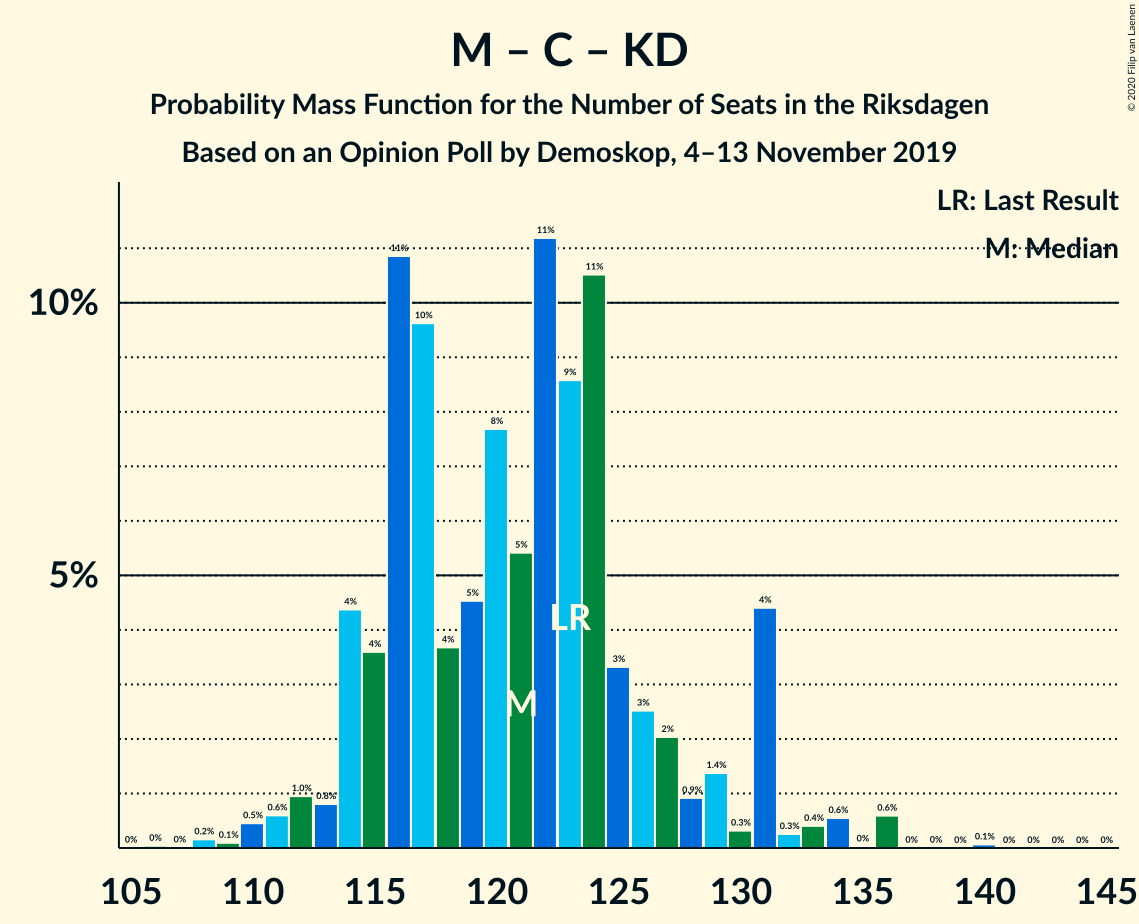 M – C – KD
Probability Mass Function for the Number of Seats in the Riksdagen
Based on an Opinion Poll by Demoskop, 4–13 November 2019
© 2020 Filip van Laenen
LR: Last Result
M: Median
10%
5%
0% 0% 0% 0.2% 0.1% 0.5% 0.6% 1.0% 0.8% 4% 4% 11% 10% 4% 5% 8% 5% 11% 9% 11% 3% 3% 2% 0.9% 1.4% 0.3% 4% 0.3% 0.4% 0.6% 0% 0.6% 0% 0% 0% 0.1% 0% 0% 0% 0% 0%
LR
M
105 110 115 120 125 130 135 140 145